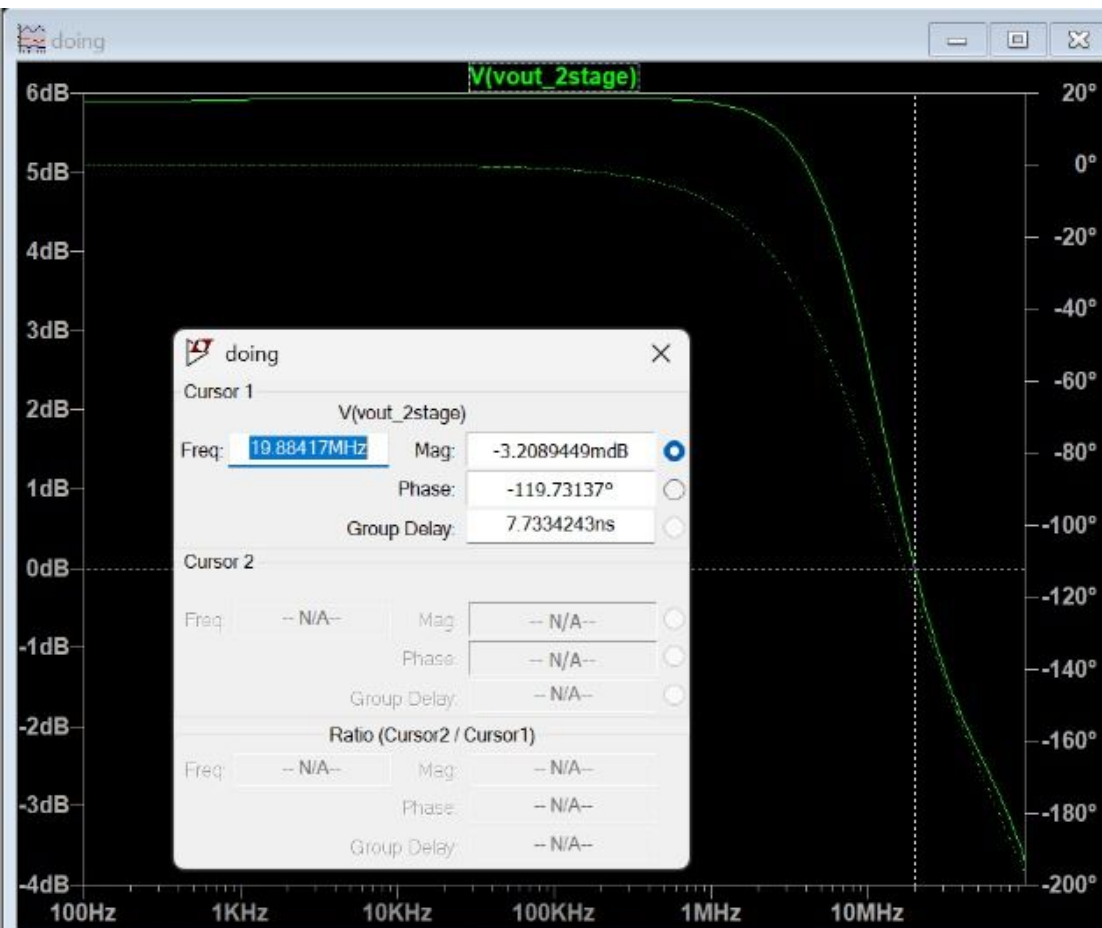 doing
V(vout_2stage)
6dB
5dB
4dB
3dB
2dB
1dB
0dB
-1dB
-2dB
-3dB
-4dB
20°
0°
-20°
-40°
-60°
-80°
-100°
-120°
-140°
-160°
-180°
-200°
100Hz 1KHz 10KHz 100KHz 1MHz 10MHz
doing
Cursor 1
V(vout_2stage)
Freq: 19.88417MHz Mag: -3.2089449mdB
Phase: -119.73137°
Group Delay: 7.7334243ns
Cursor 2
Freq: -- N/A-- Mag: -- N/A--
Phase: -- N/A--
Group Delay: -- N/A--
Ratio (Cursor2 / Cursor1)
Freq: -- N/A-- Mag: -- N/A--
Phase: -- N/A--
Group Delay: -- N/A--